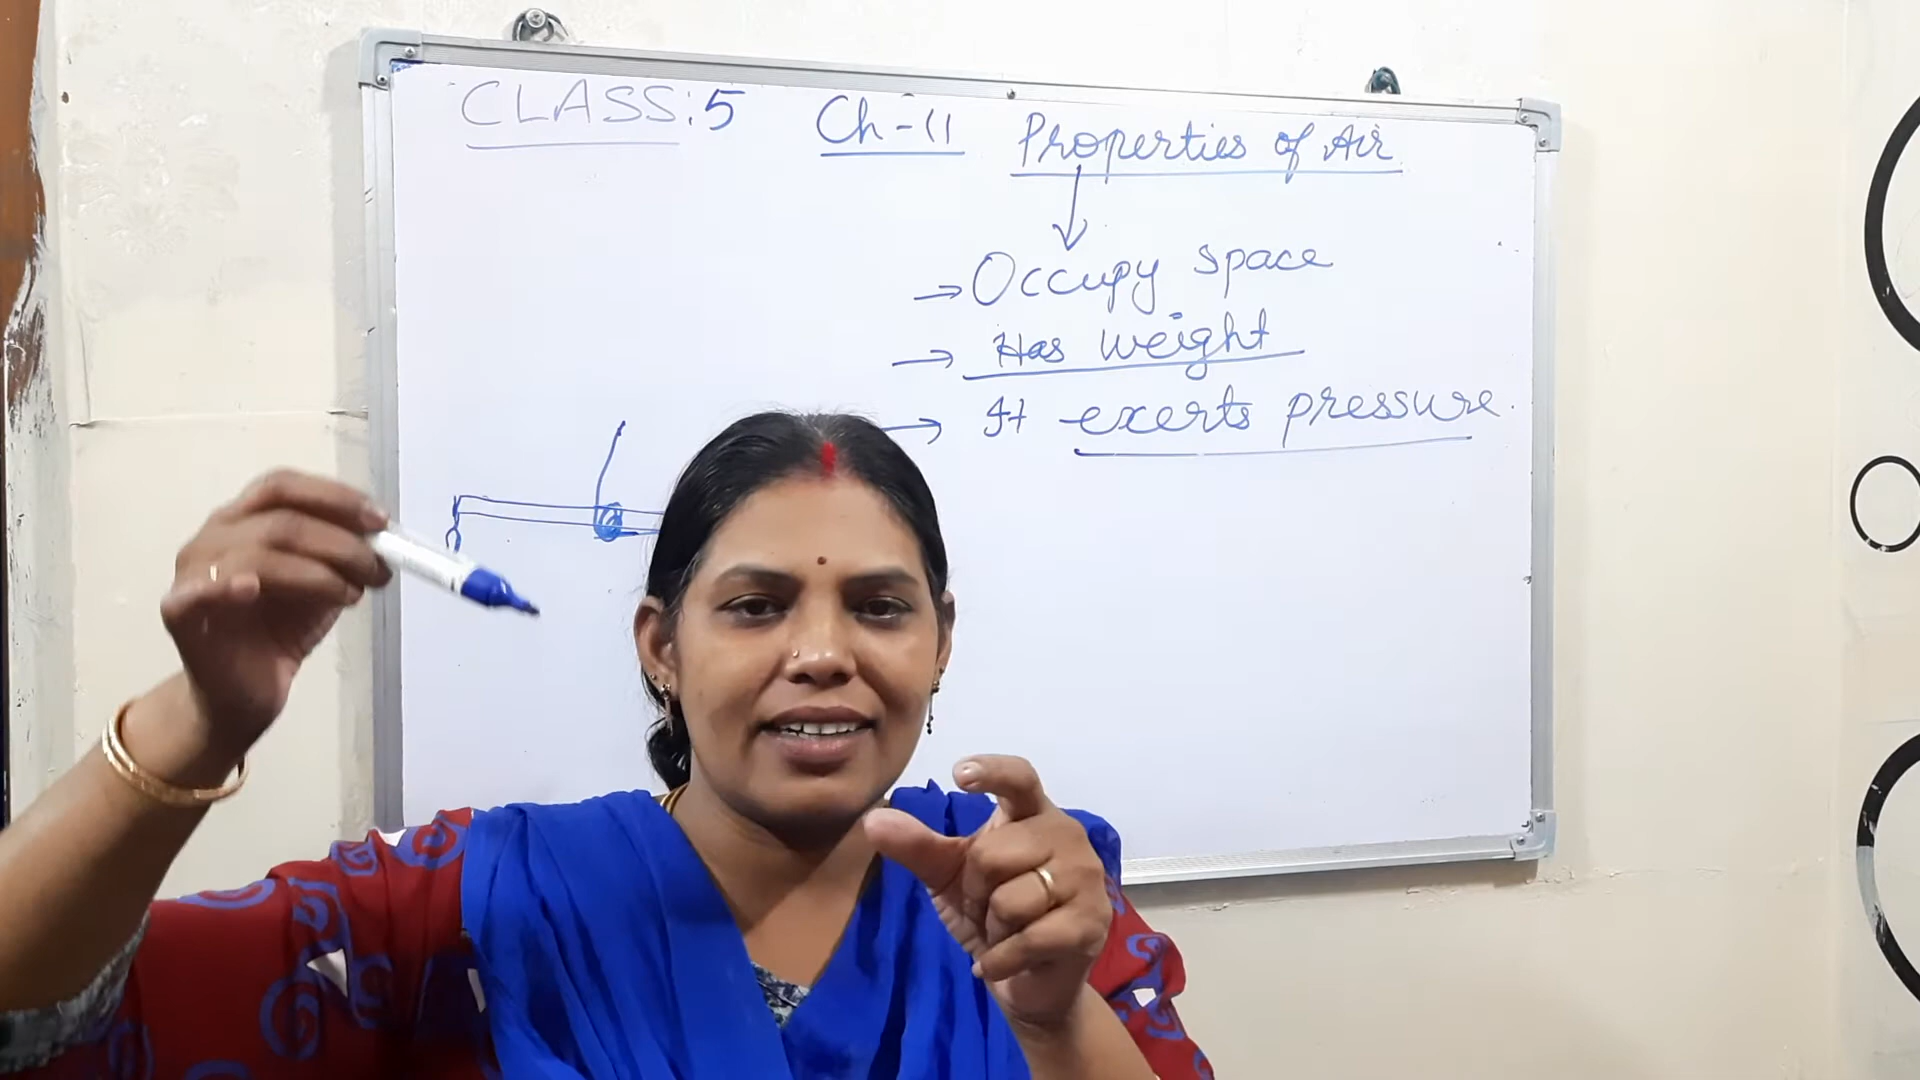 CLASS: 5 Ch-11 Properties of Air
→ Occupy space
→ Has weight
→ It exerts pressure.